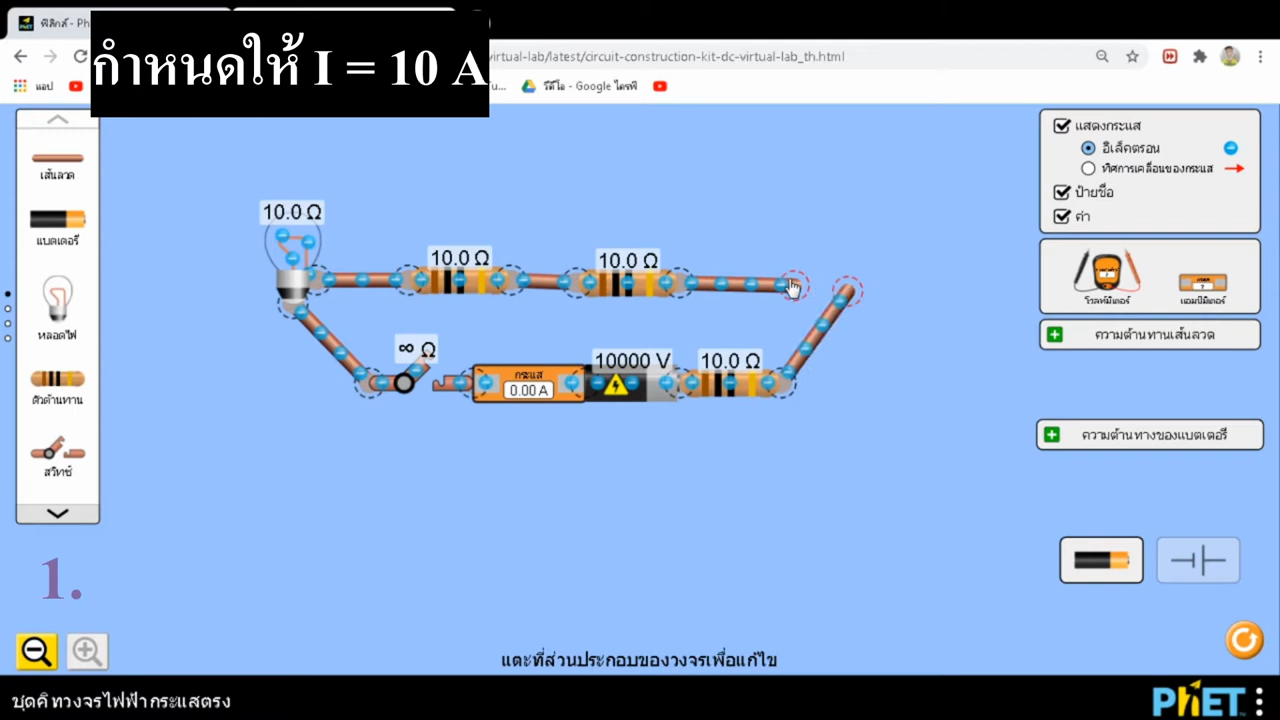 ฟิสิกส์ - Ph
กำหนดให้ I = 10 A
virtual-lab/latest/circuit-construction-kit-dc-virtual-lab_th.html
แอป
วีดีโอ - Google ไดรฟ์
เส้นลวด
แบตเตอรี่
หลอดไฟ
ตัวต้านทาน
สวิทช์
10.0 Ω
10.0 Ω
10.0 Ω
∞ Ω
กระแส
0.00 A
10000 V
10.0 Ω
แสดงกระแส
อิเล็คตรอน
ทิศการเคลื่อนของกระแส
ป้ายชื่อ
ค่า
โวลท์มิเตอร์
แอมป์มิเตอร์
ความต้านทานเส้นลวด
ความต้านทางของแบตเตอรี่
1.
แตะที่ส่วนประกอบของวงจรเพื่อแก้ไข
ชุดคิทวงจรไฟฟ้ากระแสตรง
PhET